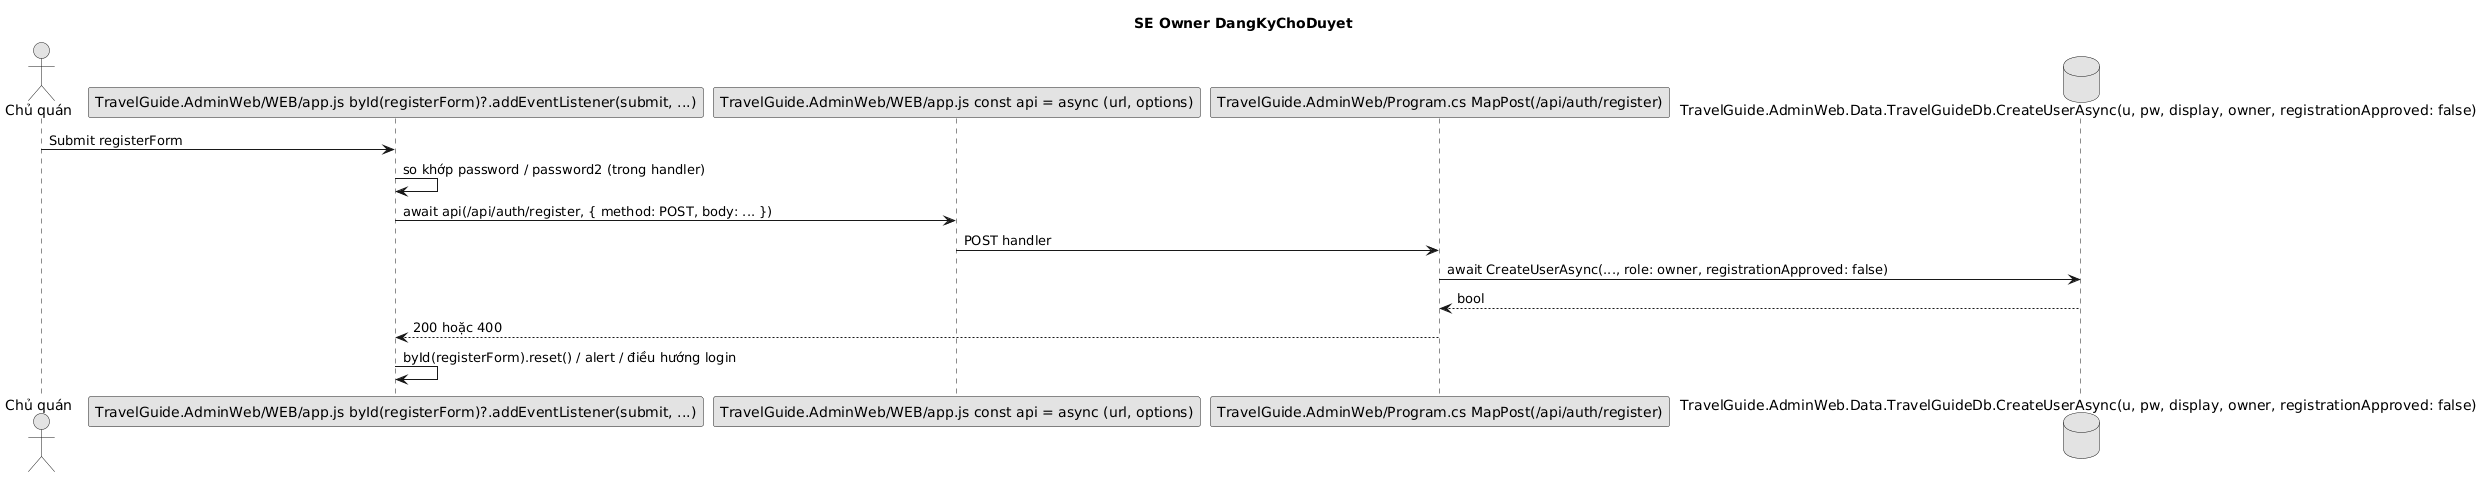 SE Owner DangKyChoDuyet
Chủ quán
TravelGuide.AdminWeb/WEB/app.js byId(registerForm)?.addEventListener(submit, ...)
TravelGuide.AdminWeb/WEB/app.js const api = async (url, options)
TravelGuide.AdminWeb/Program.cs MapPost(/api/auth/register)
TravelGuide.AdminWeb.Data.TravelGuideDb.CreateUserAsync(u, pw, display, owner, registrationApproved: false)
Submit registerForm
so khớp password / password2 (trong handler)
await api(/api/auth/register, { method: POST, body: ... })
POST handler
await CreateUserAsync(..., role: owner, registrationApproved: false)
bool
200 hoặc 400
byId(registerForm).reset() / alert / điều hướng login
Chủ quán
TravelGuide.AdminWeb/WEB/app.js byId(registerForm)?.addEventListener(submit, ...)
TravelGuide.AdminWeb/WEB/app.js const api = async (url, options)
TravelGuide.AdminWeb/Program.cs MapPost(/api/auth/register)
TravelGuide.AdminWeb.Data.TravelGuideDb.CreateUserAsync(u, pw, display, owner, registrationApproved: false)